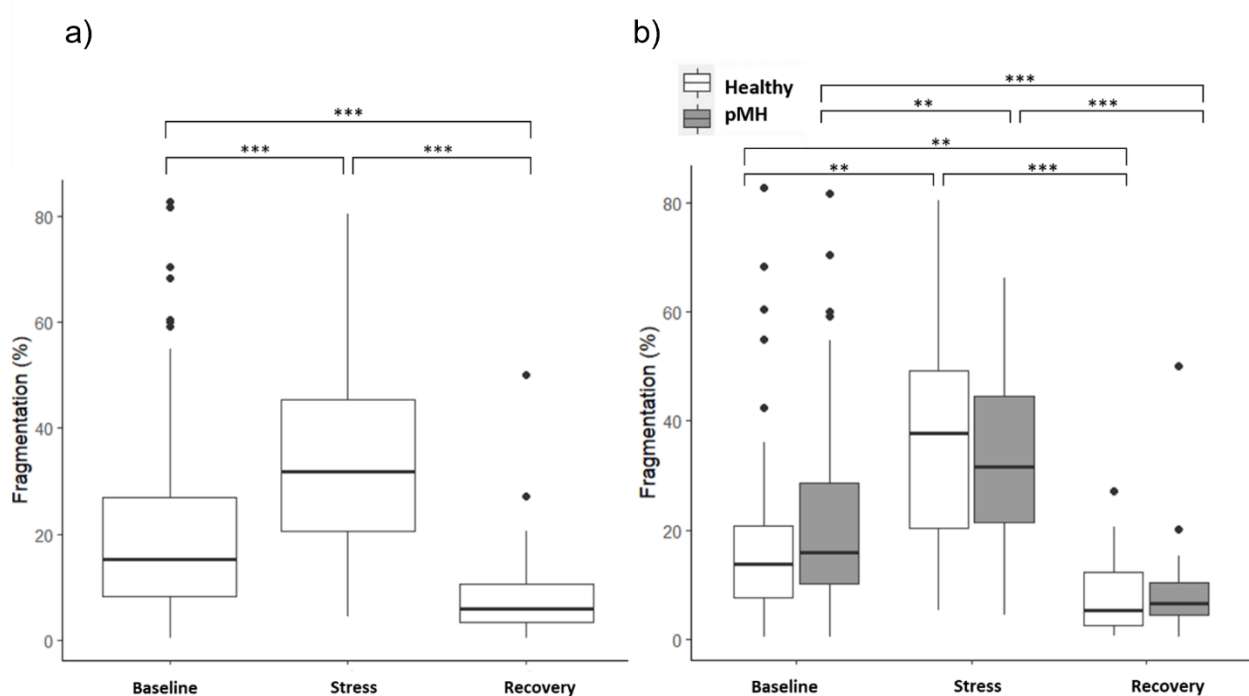 a)
***
*** ***
Fragmentation (%)
80
60
40
20
0
Baseline Stress Recovery
b)
Healthy
pMH
***
** ***
**
** ***
Fragmentation (%)
80
60
40
20
0
Baseline Stress Recovery